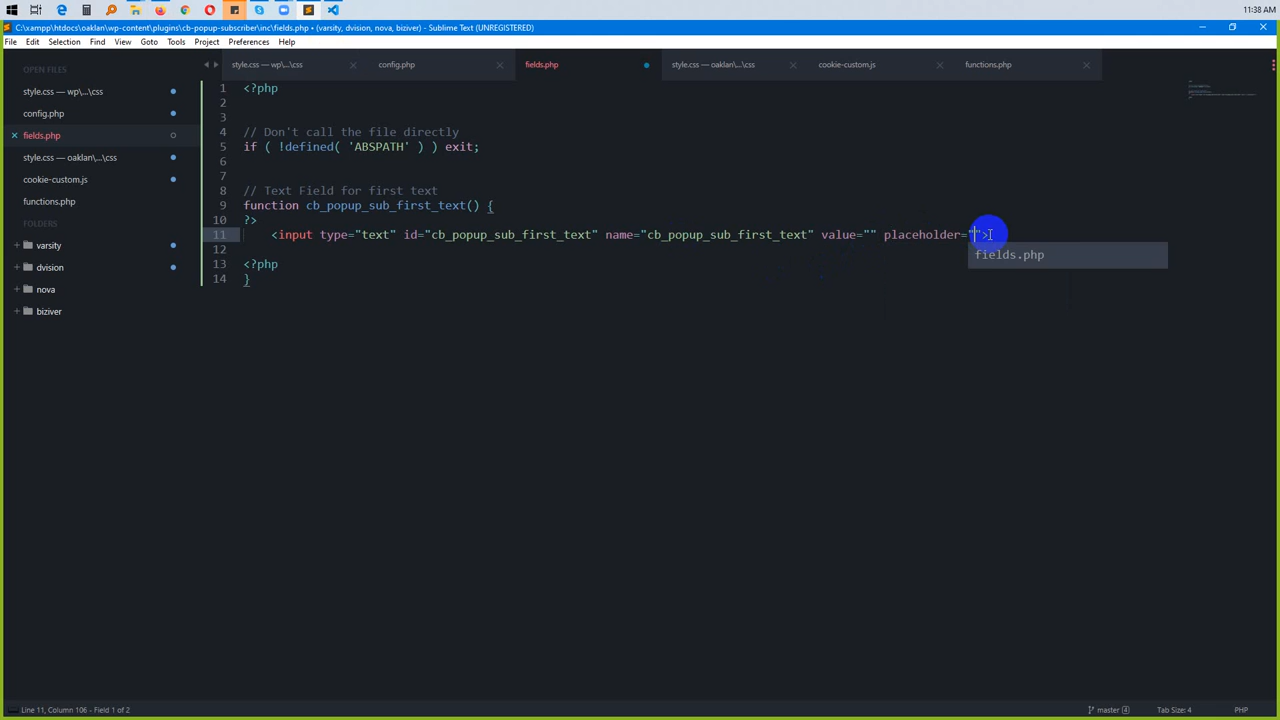 11:38 AM
C:\xampp\htdocs\oaklan\wp-content\plugins\cb-popup-subscriber\inc\fields.php • (varsity, dvision, nova, biziver) - Sublime Text (UNREGISTERED)
File Edit Selection Find View Goto Tools Project Preferences Help
OPEN FILES
style.css — wp\...\css
config.php
fields.php
style.css — oaklan\...\css
cookie-custom.js
functions.php
FOLDERS
varsity
dvision
nova
biziver
style.css — wp\...\css config.php fields.php style.css — oaklan\...\css cookie-custom.js functions.php
1 <?php
2
3
4 // Don't call the file directly
5 if ( !defined( 'ABSPATH' ) ) exit;
6
7
8 // Text Field for first text
9 function cb_popup_sub_first_text() {
10 ?>
11 <input type="text" id="cb_popup_sub_first_text" name="cb_popup_sub_first_text" value="" placeholder="">
fields.php
12
13 <?php
14 }
Line 11, Column 106 - Field 1 of 2
master 4 Tab Size: 4 PHP